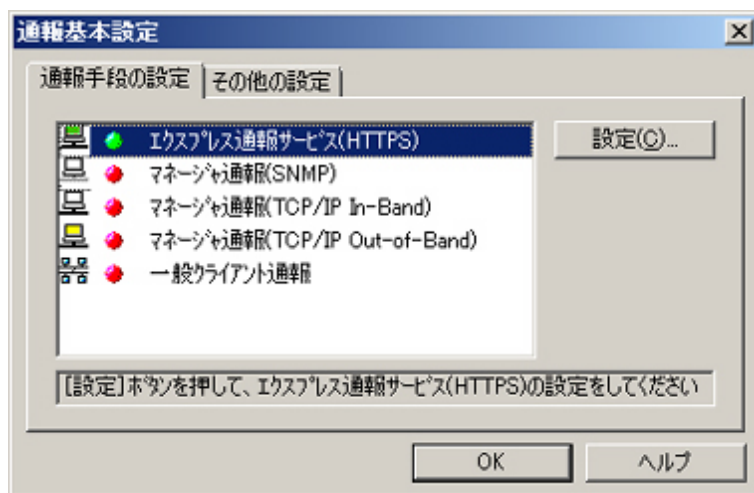 通報基本設定
通報手段の設定 その他の設定
ｴｸｽﾌﾟﾚｽ通報ｻｰﾋﾞｽ(HTTPS) 設定(C)...
ﾏﾈｰｼﾞｬ通報(SNMP)
ﾏﾈｰｼﾞｬ通報(TCP/IP In-Band)
ﾏﾈｰｼﾞｬ通報(TCP/IP Out-of-Band)
一般ｸﾗｲｱﾝﾄ通報
[設定]ﾎﾞﾀﾝを押して、ｴｸｽﾌﾟﾚｽ通報ｻｰﾋﾞｽ(HTTPS)の設定をしてください
OK ヘルプ